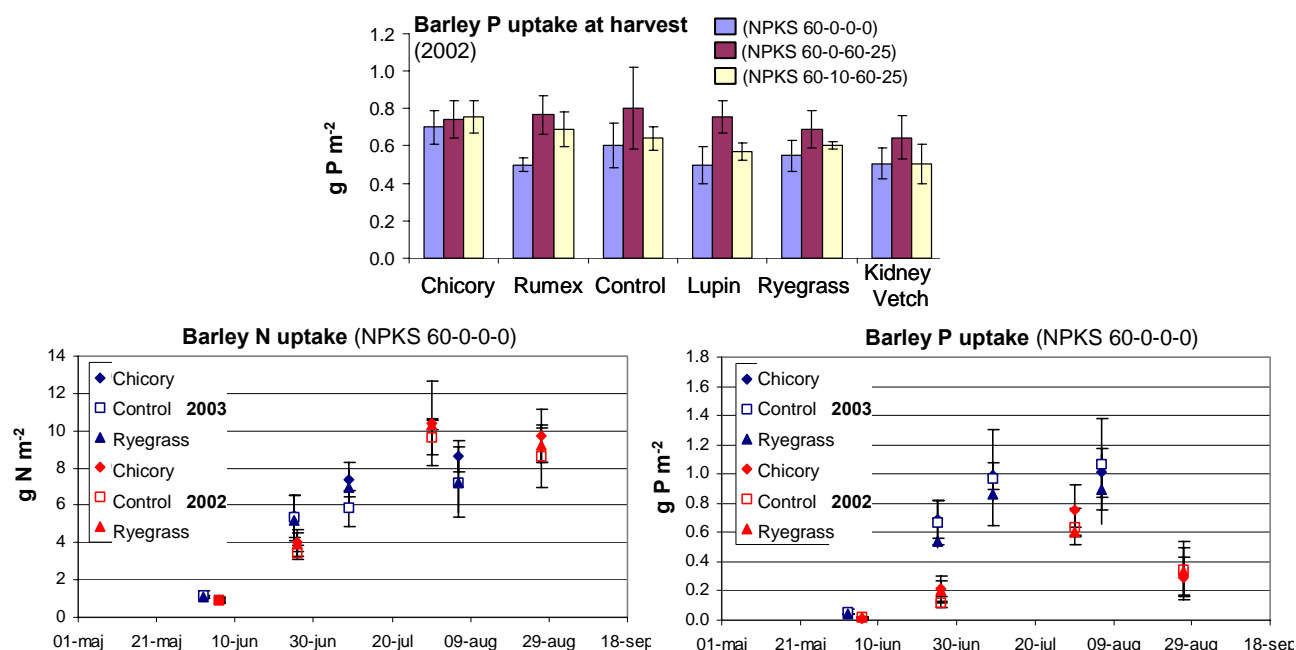 Barley P uptake at harvest
(2002)
(NPKS 60-0-0-0)
(NPKS 60-0-60-25)
(NPKS 60-10-60-25)
g P m-2
1.2
1.0
0.8
0.6
0.4
0.2
0.0
Chicory Rumex Control Lupin Ryegrass Kidney
Vetch
Barley N uptake (NPKS 60-0-0-0)
g N m-2
14
12
10
8
6
4
2
0
Chicory
Control 2003
Ryegrass
Chicory
Control 2002
Ryegrass
01-maj 21-maj 10-jun 30-jun 20-jul 09-aug 29-aug 18-sep
Barley P uptake (NPKS 60-0-0-0)
g P m-2
1.8
1.6
1.4
1.2
1.0
0.8
0.6
0.4
0.2
0.0
Chicory
Control 2003
Ryegrass
Chicory
Control 2002
Ryegrass
01-maj 21-maj 10-jun 30-jun 20-jul 09-aug 29-aug 18-sep